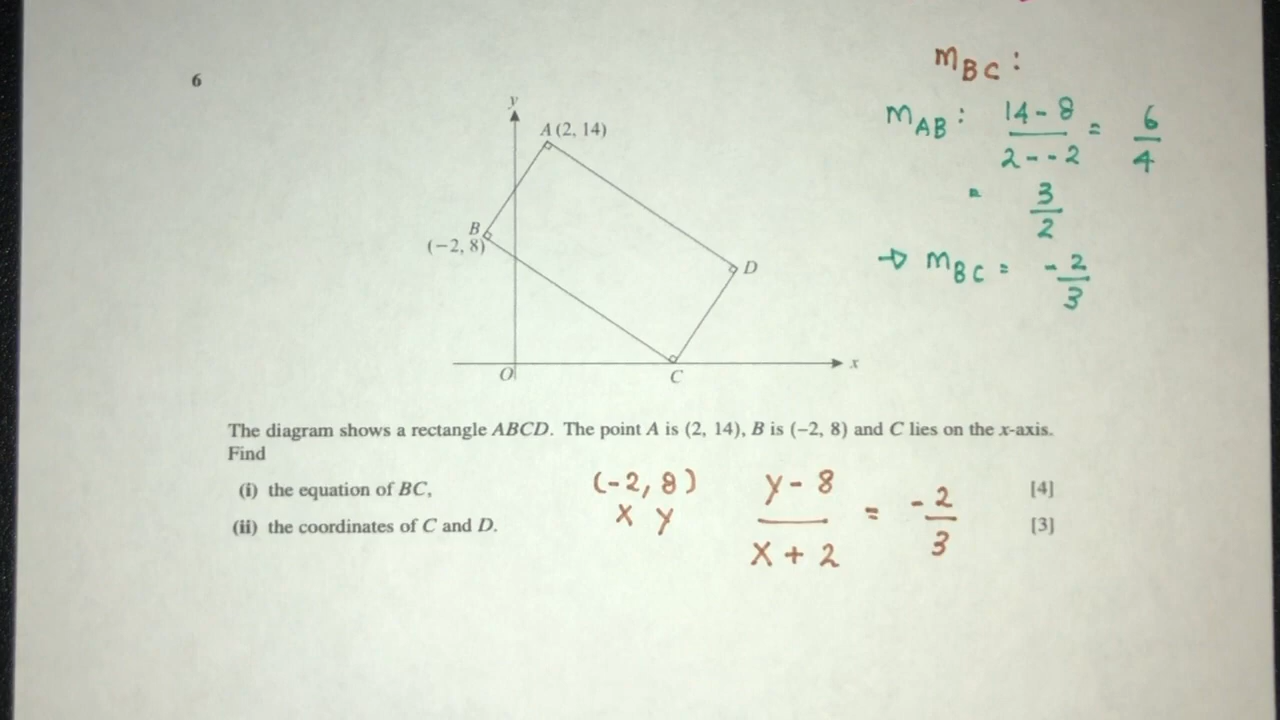 6
m_BC :
m_AB : 14 - 8 / 2 - - 2 = 6 / 4
= 3 / 2
→ m_BC = - 2 / 3
y
A (2, 14)
B
(−2, 8)
D
O
C
x
The diagram shows a rectangle ABCD. The point A is (2, 14), B is (−2, 8) and C lies on the x-axis.
Find
(i) the equation of BC, [4]
(ii) the coordinates of C and D. [3]
(-2, 8)
x y
y - 8 / x + 2 = - 2 / 3